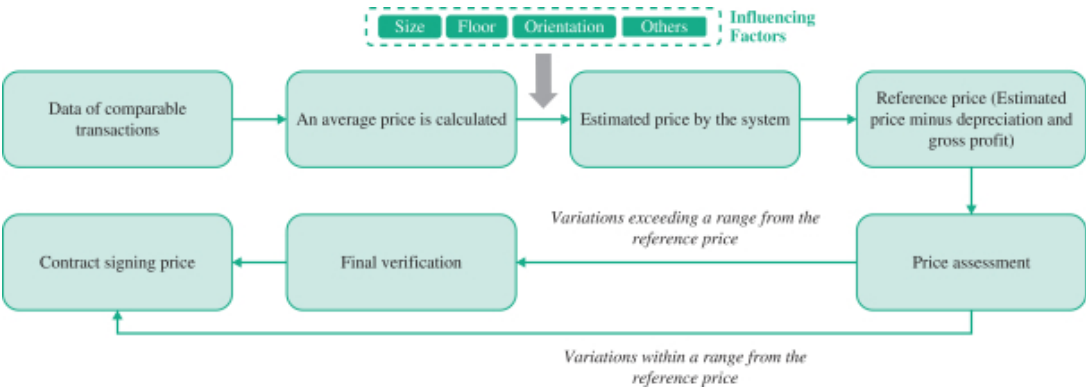 Size Floor Orientation Others
Influencing
Factors
Data of comparable
transactions
An average price is calculated
Estimated price by the system
Reference price (Estimated
price minus depreciation and
gross profit)
Variations exceeding a range from the
reference price
Contract signing price
Final verification
Price assessment
Variations within a range from the
reference price